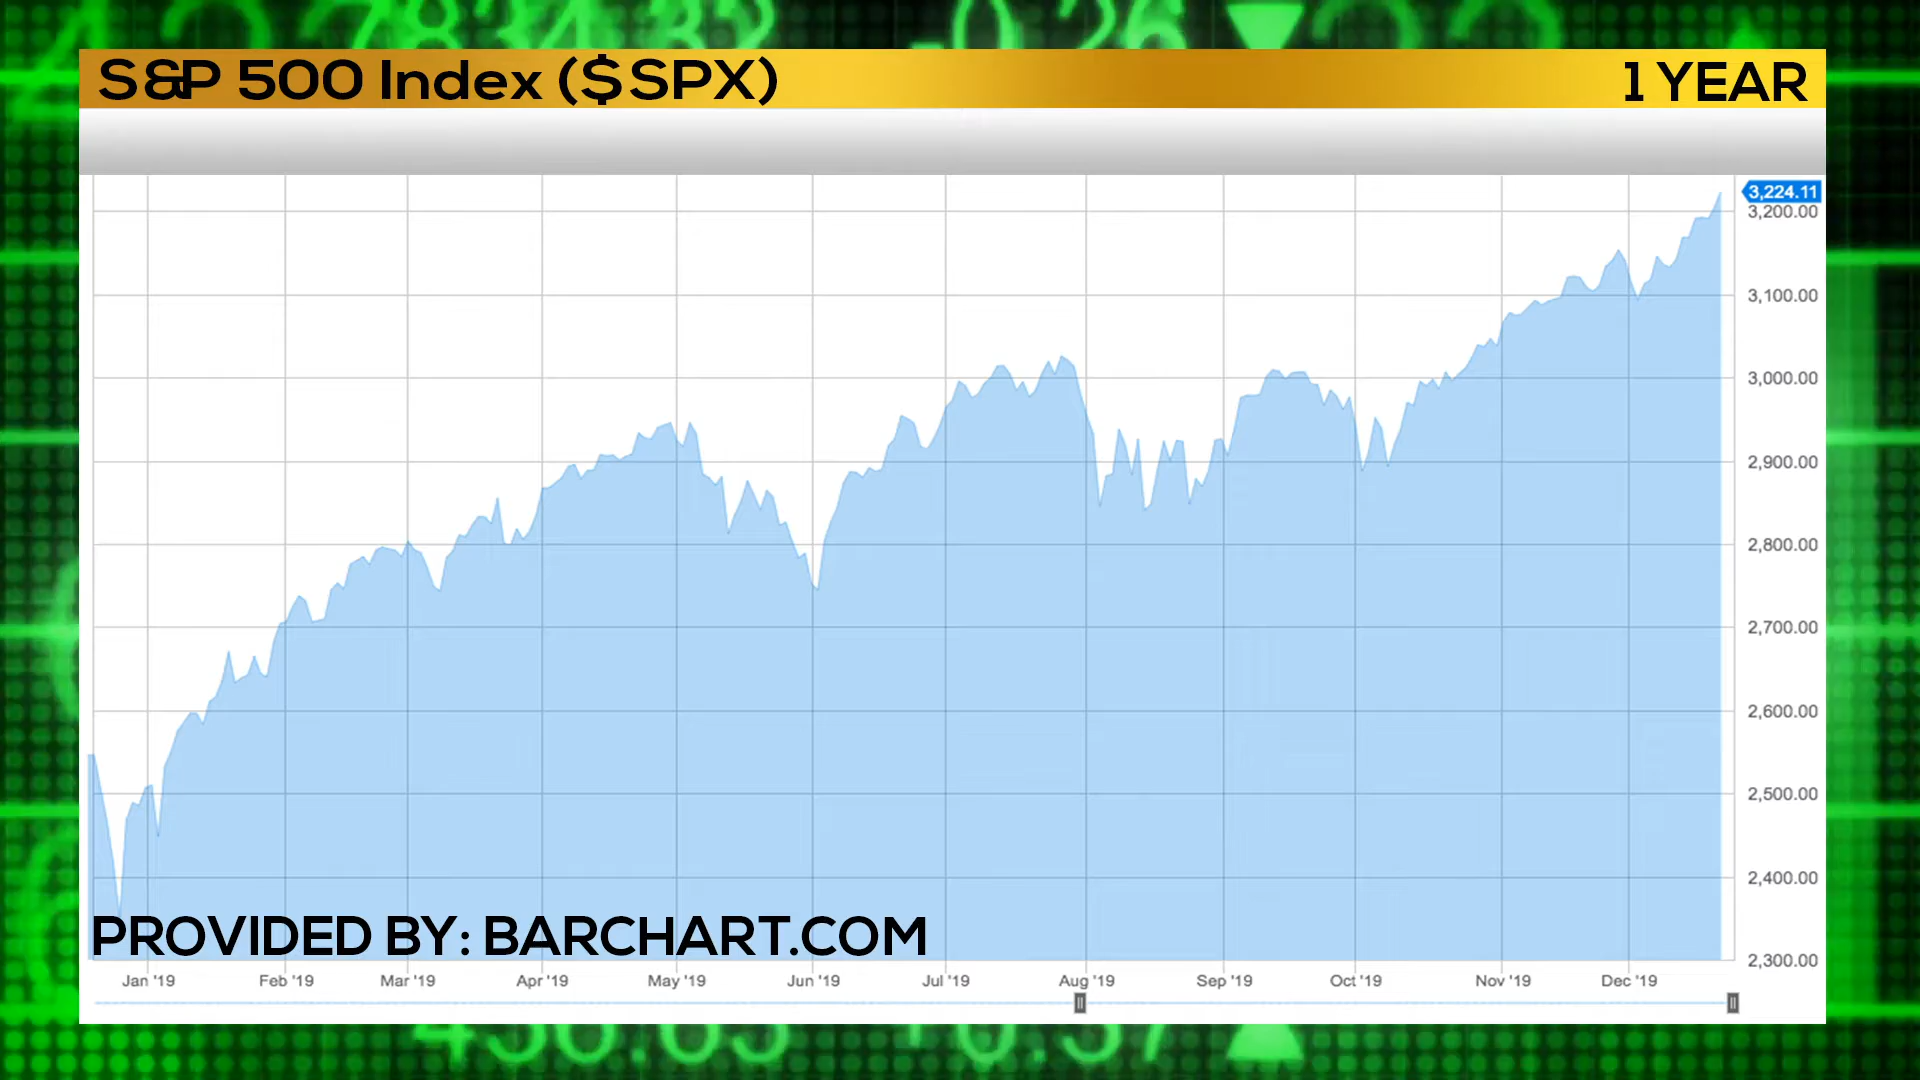 S&P 500 Index ($SPX)
1 YEAR
3,224.11
3,200.00
3,100.00
3,000.00
2,900.00
2,800.00
2,700.00
2,600.00
2,500.00
2,400.00
2,300.00
PROVIDED BY: BARCHART.COM
Jan '19 Feb '19 Mar '19 Apr '19 May '19 Jun '19 Jul '19 Aug '19 Sep '19 Oct '19 Nov '19 Dec '19